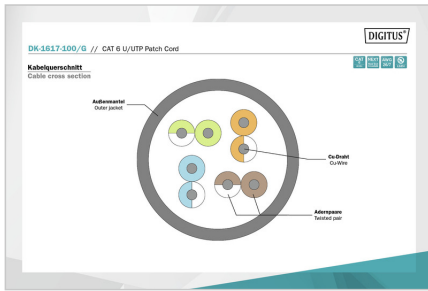 DIGITUS®
DK-1617-100/G // CAT 6 U/UTP Patch Cord
Kabelquerschnitt
Cable cross section
Außenmantel
Outer jacket
Cu-Draht
Cu-Wire
Adernpaare
Twisted pair